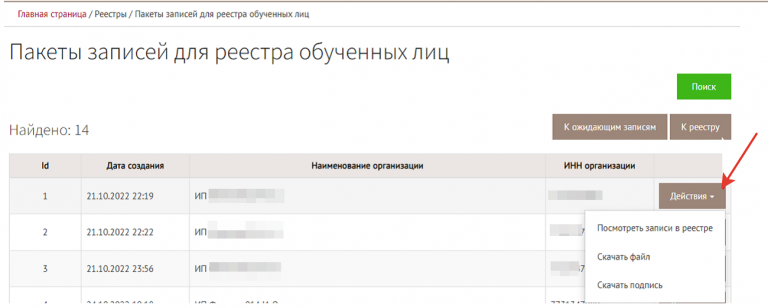 Главная страница / Реестры / Пакеты записей для реестра обученных лиц
Пакеты записей для реестра обученных лиц
Поиск
Найдено: 14
К ожидающим записям
К реестру
Id Дата создания Наименование организации ИНН организации
1 21.10.2022 22:19 ИП Действия
Посмотреть записи в реестре
2 21.10.2022 22:22 ИП
Скачать файл
3 21.10.2022 23:56 ИП
Скачать подпись